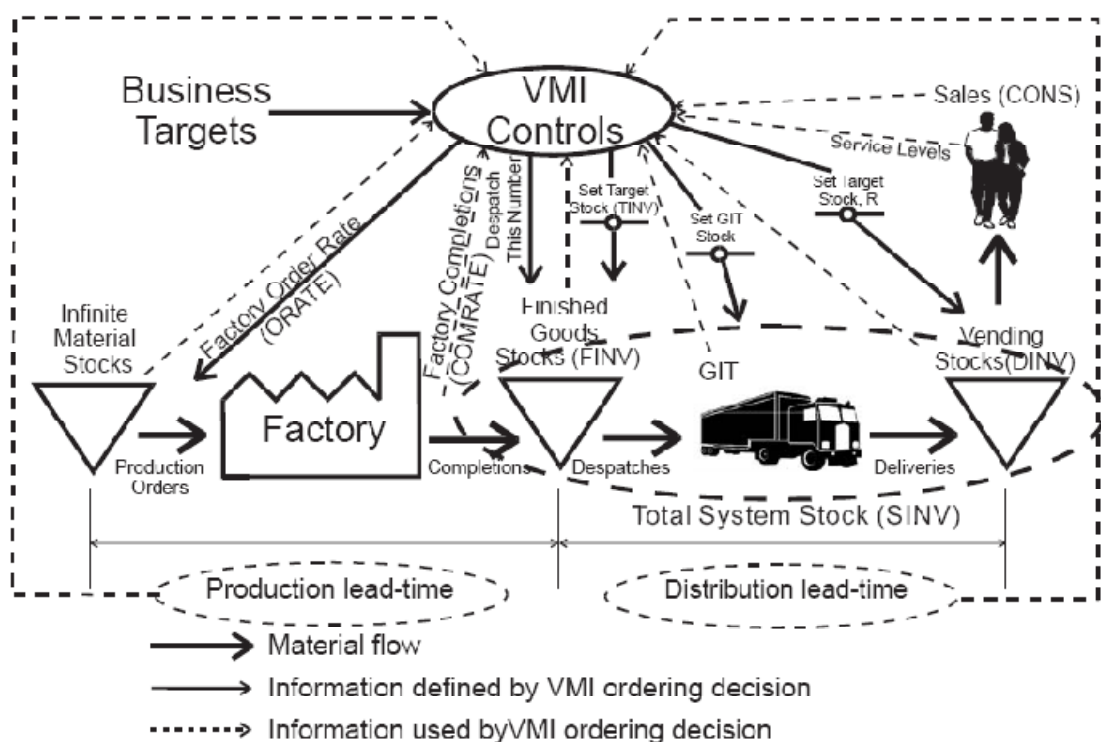 Business
Targets
VMI
Controls
Sales (CONS)
Service Levels
Set Target
Stock, R
Set Target
Stock (TINV)
Set GIT
Stock
Despatch
This Number
Factory Completions
(COMRATE)
Factory Order Rate
(ORATE)
Infinite
Material
Stocks
Finished
Goods
Stocks (FINV)
GIT
Vending
Stocks(DINV)
Factory
Production
Orders
Completions
Despatches
Deliveries
Total System Stock (SINV)
Production lead-time
Distribution lead-time
Material flow
Information defined by VMI ordering decision
Information used byVMI ordering decision